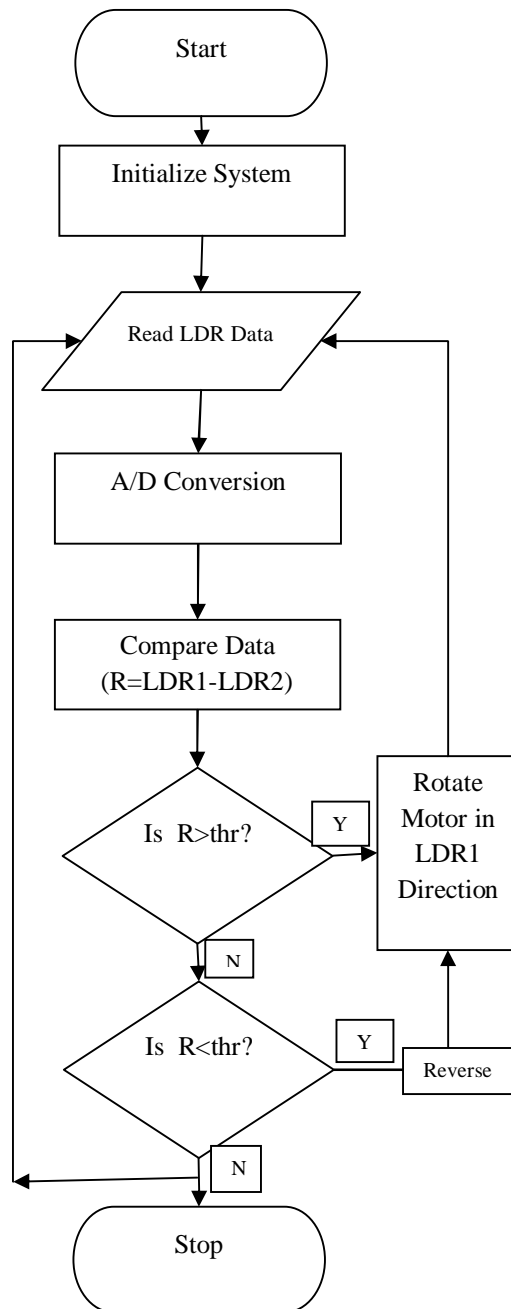 Start
Initialize System
Read LDR Data
A/D Conversion
Compare Data
(R=LDR1-LDR2)
Is R>thr?
Y
Rotate
Motor in
LDR1
Direction
N
Is R<thr?
Y
Reverse
N
Stop